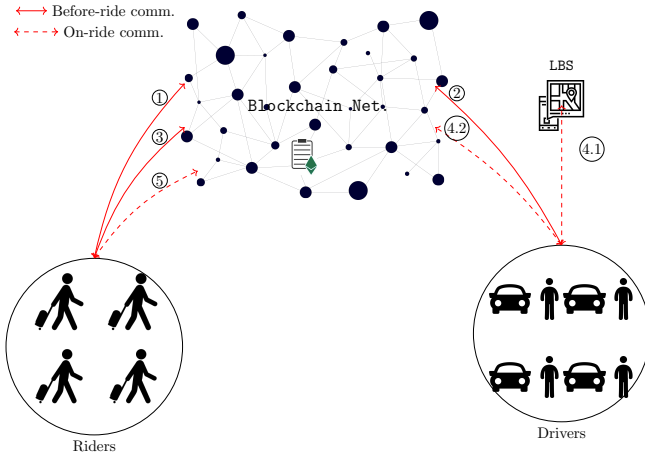 Before-ride comm.
On-ride comm.
LBS
Blockchain Net.
①
②
③
4.2
4.1
⑤
Riders
Drivers